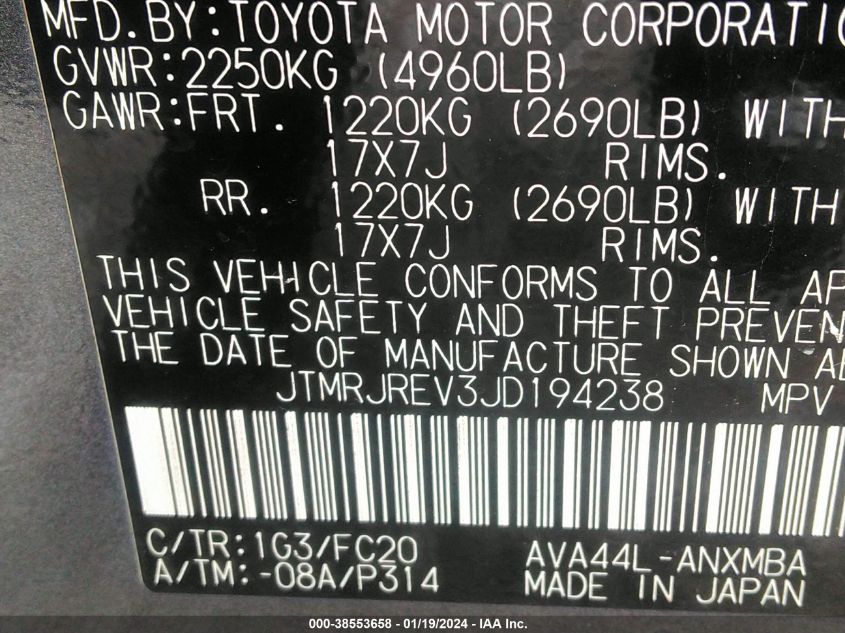 MFD. BY: TOYOTA MOTOR CORPORATIO
GVWR: 2250KG (4960LB)
GAWR: FRT. 1220KG (2690LB) WITH
17X7J RIMS.
RR. 1220KG (2690LB) WITH
17X7J RIMS.
THIS VEHICLE CONFORMS TO ALL AP
VEHICLE SAFETY AND THEFT PREVEN
THE DATE OF MANUFACTURE SHOWN AB
JTMRJREV3JD194238 MPV
C/TR: 1G3/FC20 AVA44L-ANXMBA
A/TM: -08A/P314 MADE IN JAPAN
000-38553658 - 01/19/2024 - IAA Inc.